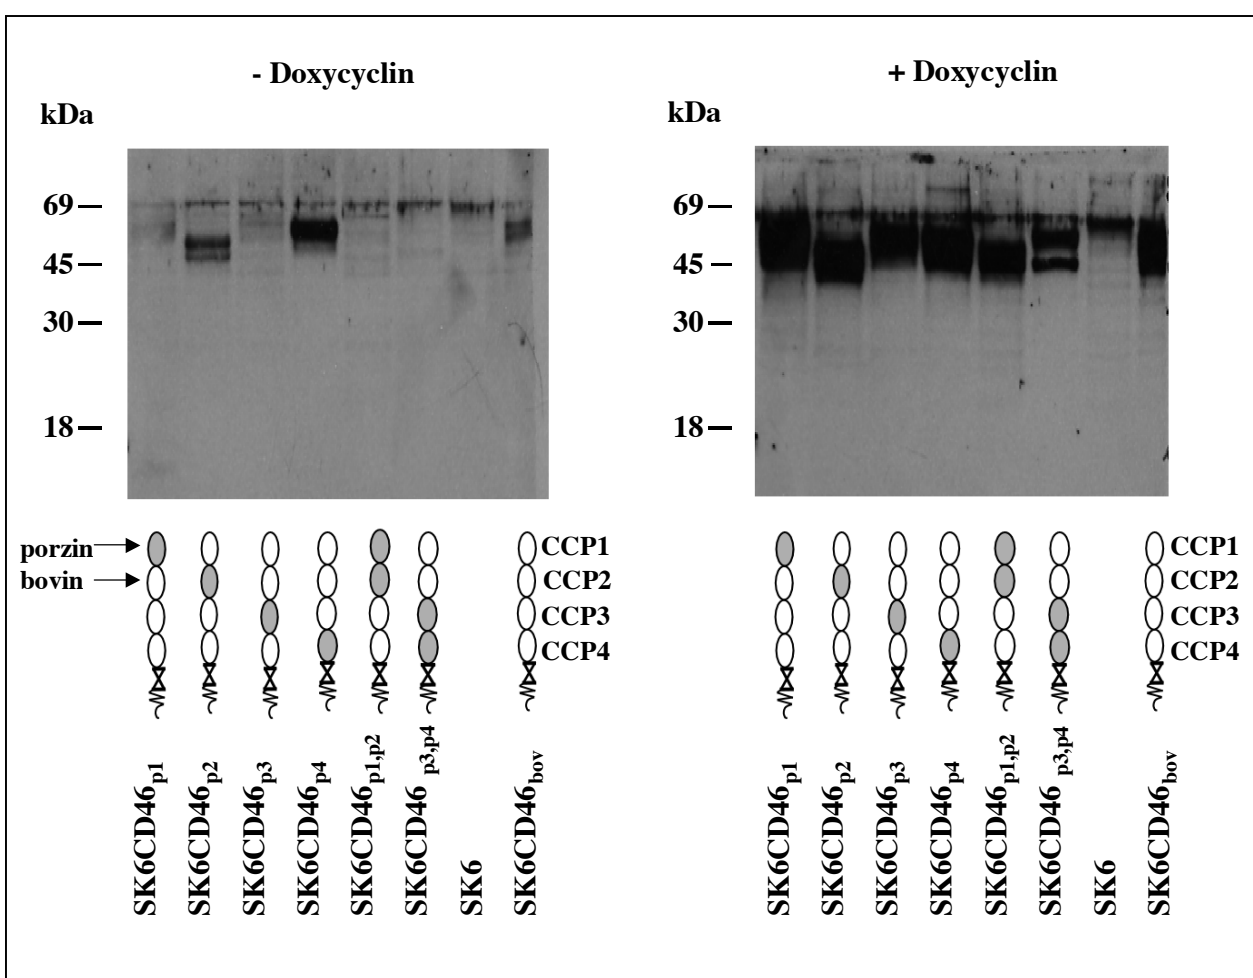 - Doxycyclin
kDa
69
45
30
18
porzin
bovin
CCP1
CCP2
CCP3
CCP4
SK6CD46p1
SK6CD46p2
SK6CD46p3
SK6CD46p4
SK6CD46p1,p2
SK6CD46p3,p4
SK6
SK6CD46bov
+ Doxycyclin
kDa
69
45
30
18
CCP1
CCP2
CCP3
CCP4
SK6CD46p1
SK6CD46p2
SK6CD46p3
SK6CD46p4
SK6CD46p1,p2
SK6CD46p3,p4
SK6
SK6CD46bov